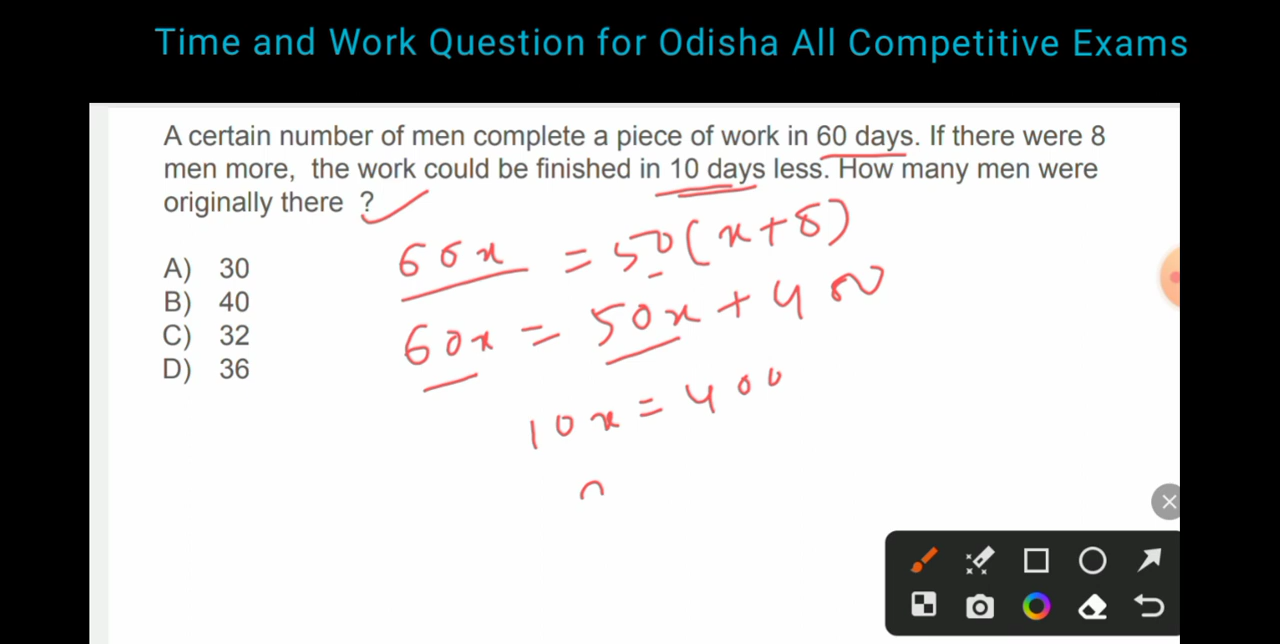 Time and Work Question for Odisha All Competitive Exams
A certain number of men complete a piece of work in 60 days. If there were 8
men more, the work could be finished in 10 days less. How many men were
originally there ?
A) 30
B) 40
C) 32
D) 36
60x = 50(x+8)
60x = 50x + 400
10x = 400